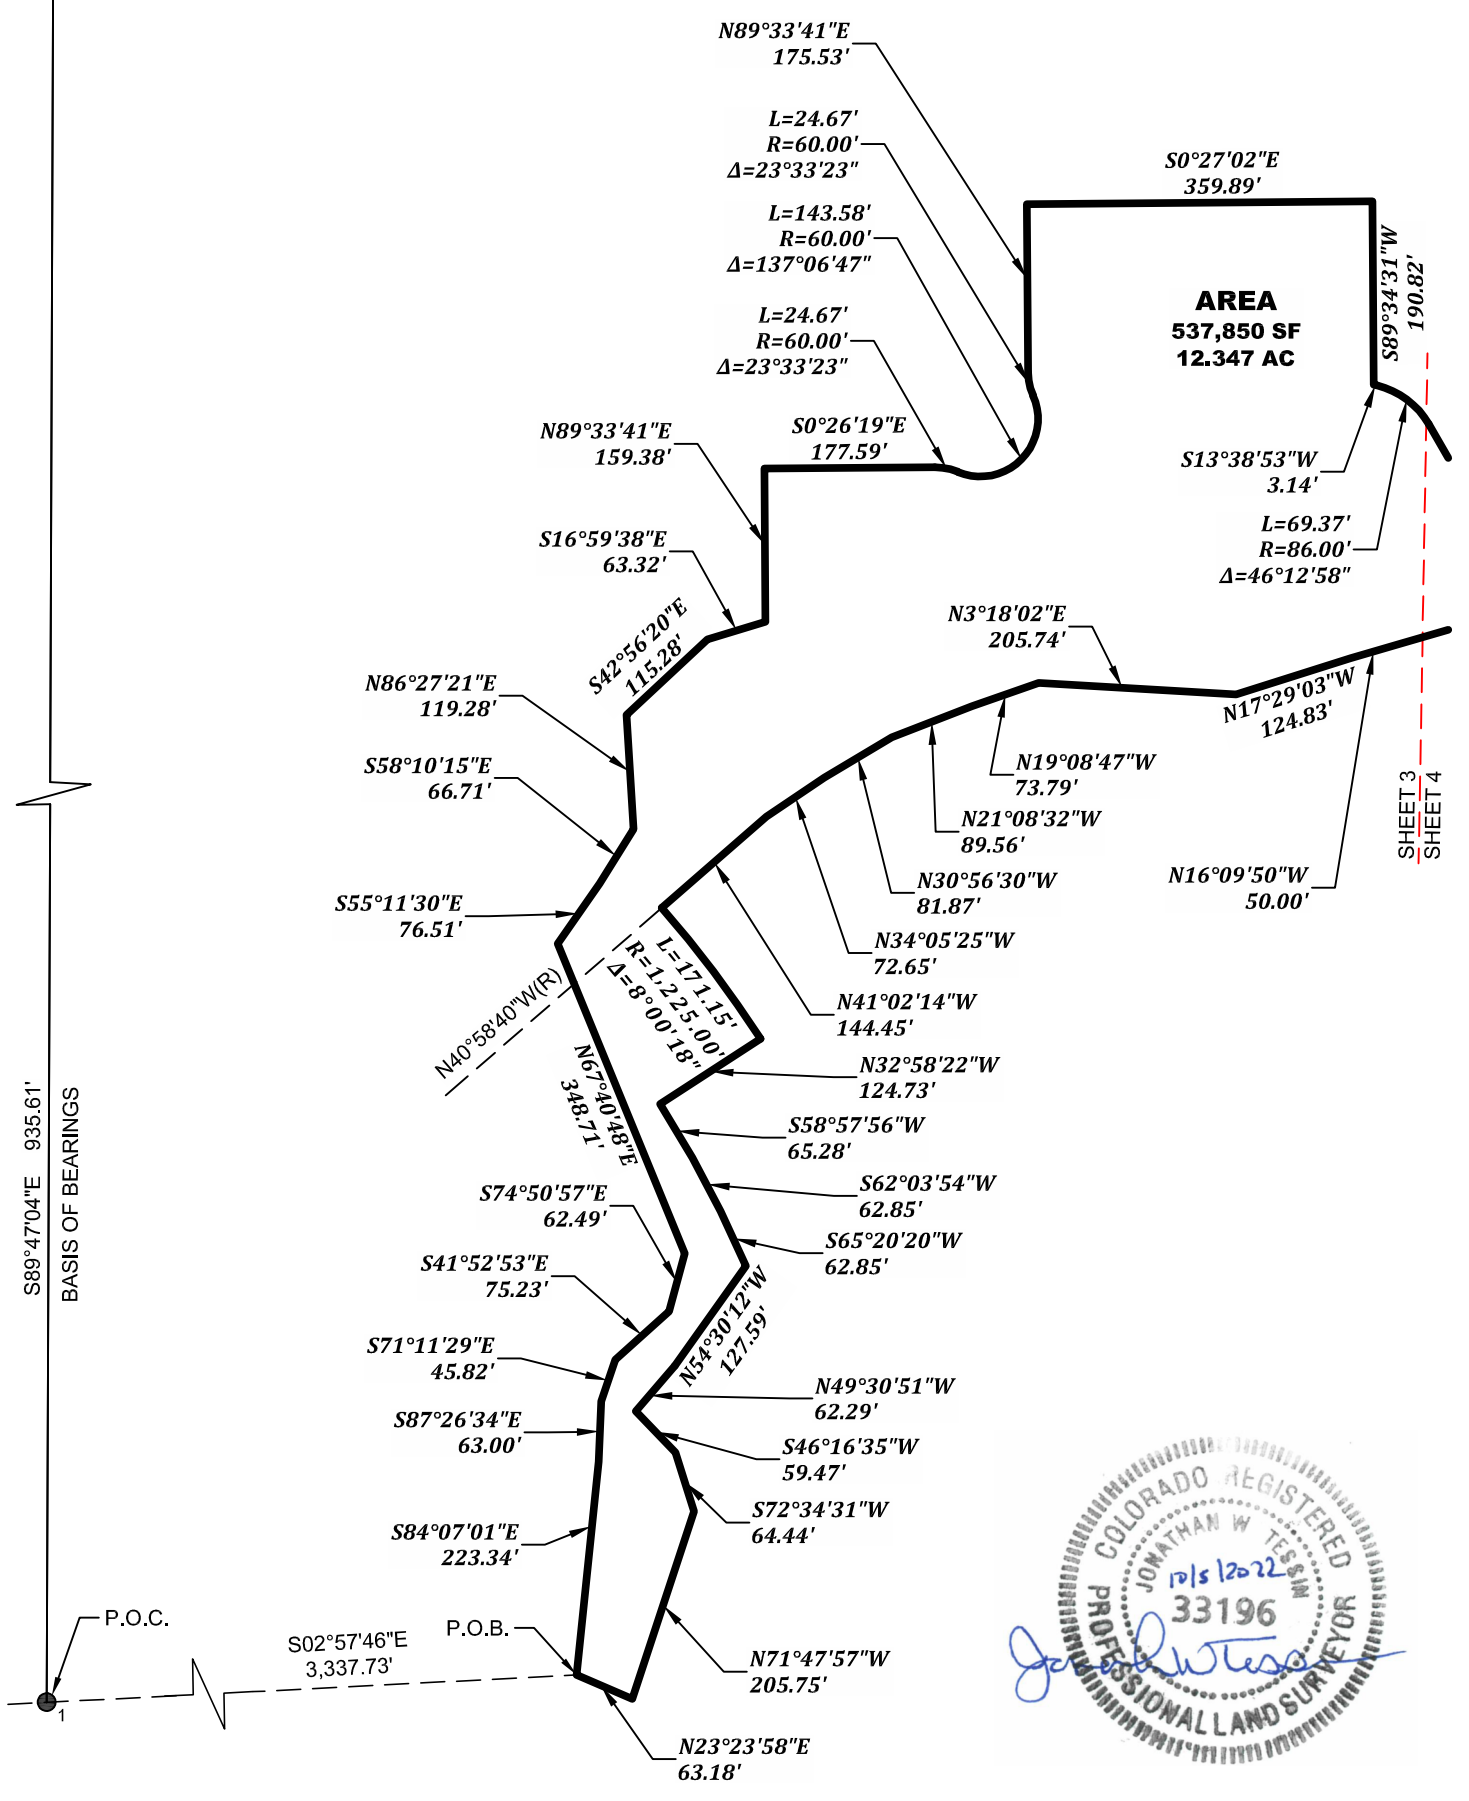 N89°33'41"E
175.53'
L=24.67'
R=60.00'
Δ=23°33'23"
S0°27'02"E
359.89'
L=143.58'
R=60.00'
Δ=137°06'47"
S89°34'31"W
190.82'
AREA
537,850 SF
12.347 AC
L=24.67'
R=60.00'
Δ=23°33'23"
N89°33'41"E
159.38'
S0°26'19"E
177.59'
S13°38'53"W
3.14'
S16°59'38"E
63.32'
L=69.37'
R=86.00'
Δ=46°12'58"
S42°56'20"E
115.28'
N3°18'02"E
205.74'
N86°27'21"E
119.28'
N17°29'03"W
124.83'
S58°10'15"E
66.71'
N19°08'47"W
73.79'
SHEET 3
SHEET 4
N21°08'32"W
89.56'
N16°09'50"W
50.00'
S55°11'30"E
76.51'
N30°56'30"W
81.87'
N34°05'25"W
72.65'
L=171.15'
R=1,225.00'
Δ=8°00'18"
N40°58'40"W(R)
N41°02'14"W
144.45'
N67°40'48"E
348.71'
N32°58'22"W
124.73'
S89°47'04"E 935.61'
BASIS OF BEARINGS
S58°57'56"W
65.28'
S74°50'57"E
62.49'
S62°03'54"W
62.85'
S65°20'20"W
62.85'
S41°52'53"E
75.23'
N54°30'12"W
127.59'
S71°11'29"E
45.82'
N49°30'51"W
62.29'
S87°26'34"E
63.00'
S46°16'35"W
59.47'
S72°34'31"W
64.44'
S84°07'01"E
223.34'
COLORADO REGISTERED
JONATHAN W TESSIN
10/5/2022
33196
PROFESSIONAL LAND SURVEYOR
P.O.C.
1
S02°57'46"E
3,337.73'
P.O.B.
N71°47'57"W
205.75'
N23°23'58"E
63.18'